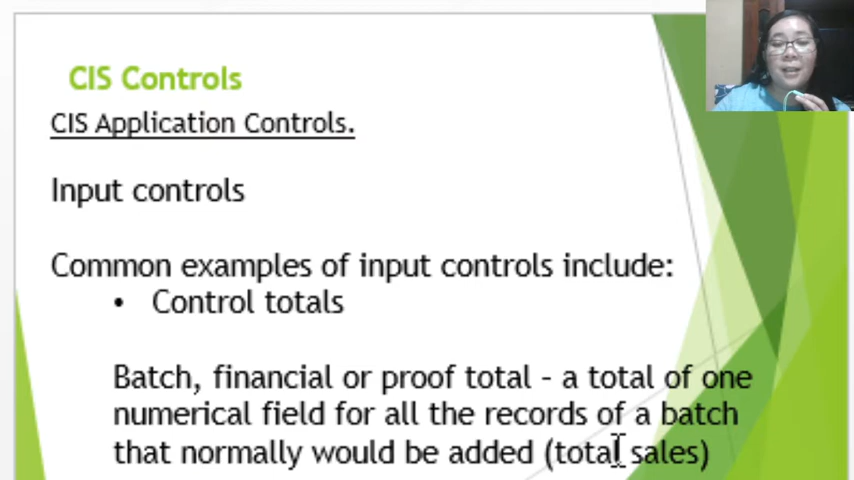 CIS Controls
CIS Application Controls.
Input controls
Common examples of input controls include:
• Control totals
Batch, financial or proof total – a total of one
numerical field for all the records of a batch
that normally would be added (total sales)